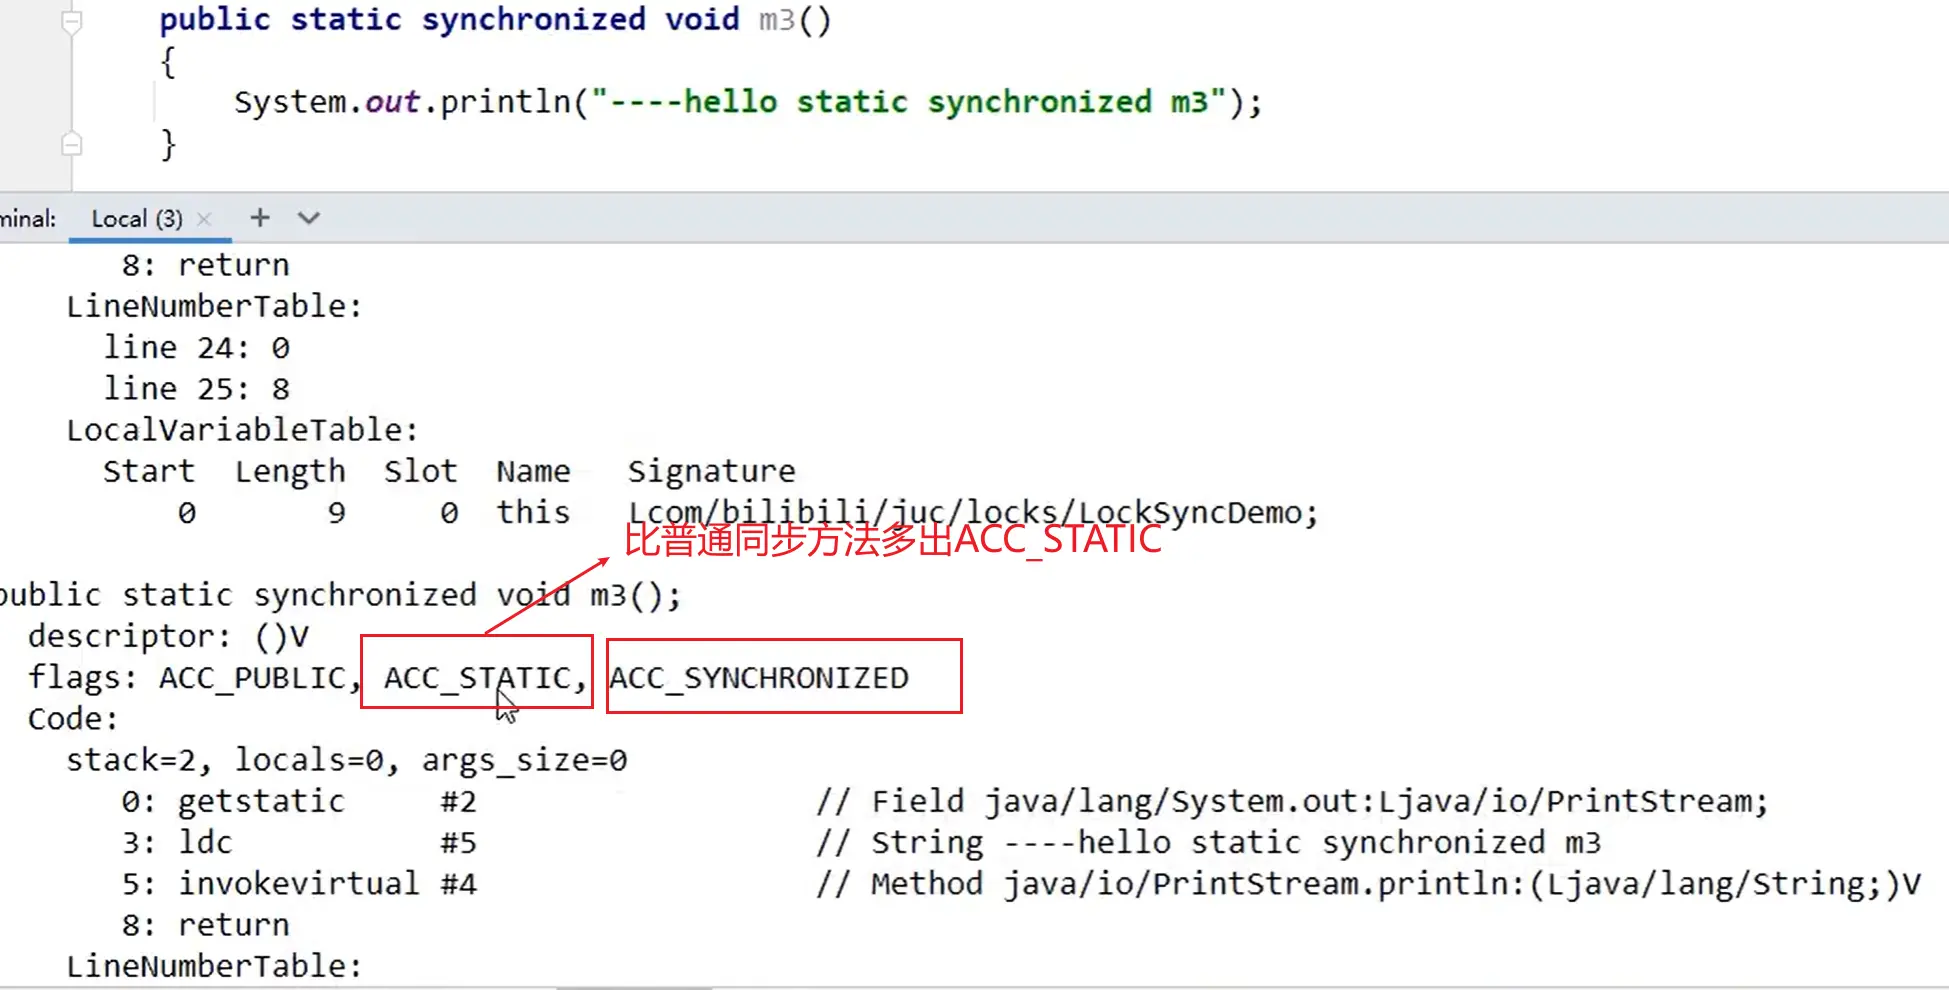 public static synchronized void m3()
{
System.out.println("----hello static synchronized m3");
}
minal: Local (3) × +
8: return
LineNumberTable:
line 24: 0
line 25: 8
LocalVariableTable:
Start Length Slot Name Signature
0 9 0 this Lcom/bilibili/juc/locks/LockSyncDemo;
比普通同步方法多出ACC_STATIC
public static synchronized void m3();
descriptor: ()V
flags: ACC_PUBLIC, ACC_STATIC, ACC_SYNCHRONIZED
Code:
stack=2, locals=0, args_size=0
0: getstatic #2 // Field java/lang/System.out:Ljava/io/PrintStream;
3: ldc #5 // String ----hello static synchronized m3
5: invokevirtual #4 // Method java/io/PrintStream.println:(Ljava/lang/String;)V
8: return
LineNumberTable: